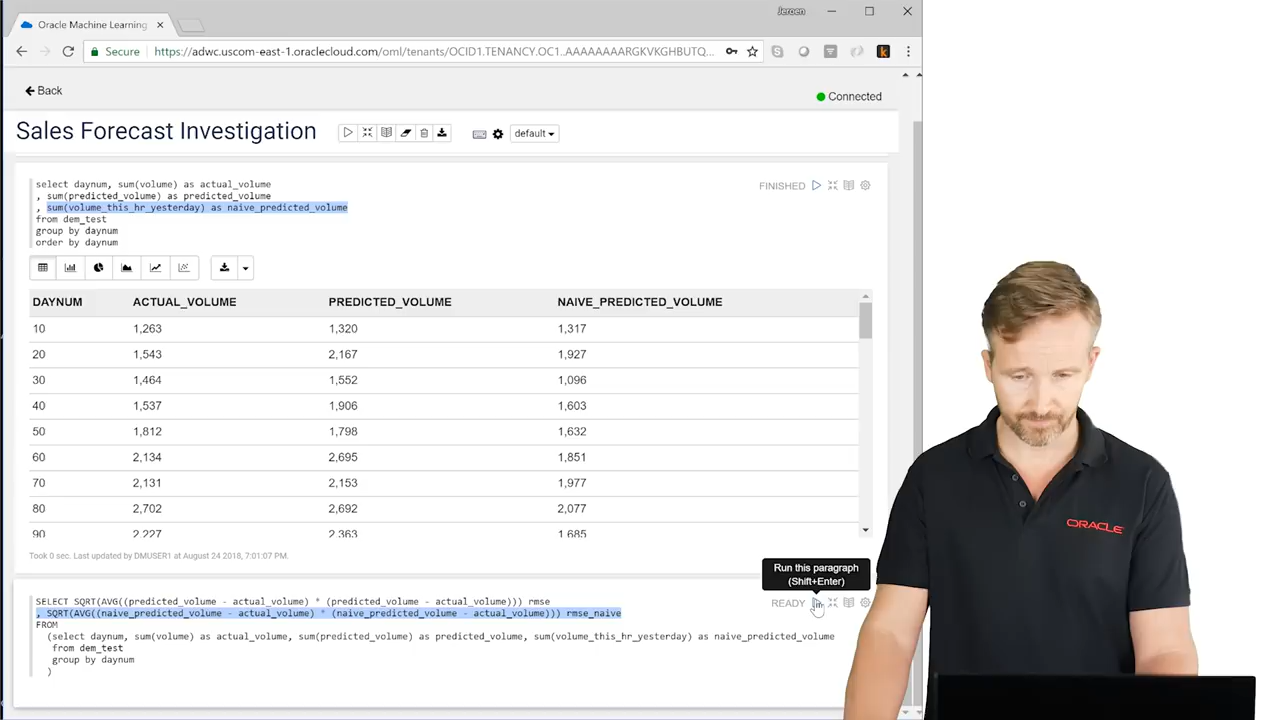 Jeroen
Oracle Machine Learning
Secure
https://adwc.uscom-east-1.oraclecloud.com/oml/tenants/OCID1.TENANCY.OC1..AAAAAAAARGKVKGHBUTQ...
Back
Connected
Sales Forecast Investigation
default
select daynum, sum(volume) as actual_volume
, sum(predicted_volume) as predicted_volume
, sum(volume_this_hr_yesterday) as naive_predicted_volume
from dem_test
group by daynum
order by daynum
FINISHED
DAYNUM ACTUAL_VOLUME PREDICTED_VOLUME NAIVE_PREDICTED_VOLUME
10 1,263 1,320 1,317
20 1,543 2,167 1,927
30 1,464 1,552 1,096
40 1,537 1,906 1,603
50 1,812 1,798 1,632
60 2,134 2,695 1,851
70 2,131 2,153 1,977
80 2,702 2,692 2,077
90 2,227 2,363 1,685
Took 0 sec. Last updated by DMUSER1 at August 24 2018, 7:01:07 PM.
Run this paragraph
(Shift+Enter)
READY
SELECT SQRT(AVG((predicted_volume - actual_volume) * (predicted_volume - actual_volume))) rmse
, SQRT(AVG((naive_predicted_volume - actual_volume) * (naive_predicted_volume - actual_volume))) rmse_naive
FROM
(select daynum, sum(volume) as actual_volume, sum(predicted_volume) as predicted_volume, sum(volume_this_hr_yesterday) as naive_predicted_volume
from dem_test
group by daynum
)
ORACLE